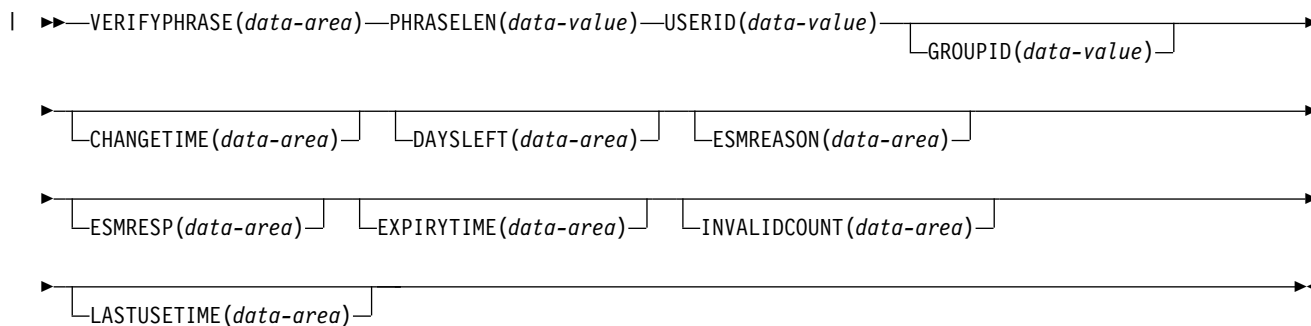 VERIFYPHRASE(data-area) PHRASELEN(data-value) USERID(data-value)
GROUPID(data-value)
CHANGETIME(data-area) DAYSLEFT(data-area) ESMREASON(data-area)
ESMRESP(data-area) EXPIRYTIME(data-area) INVALIDCOUNT(data-area)
LASTUSETIME(data-area)